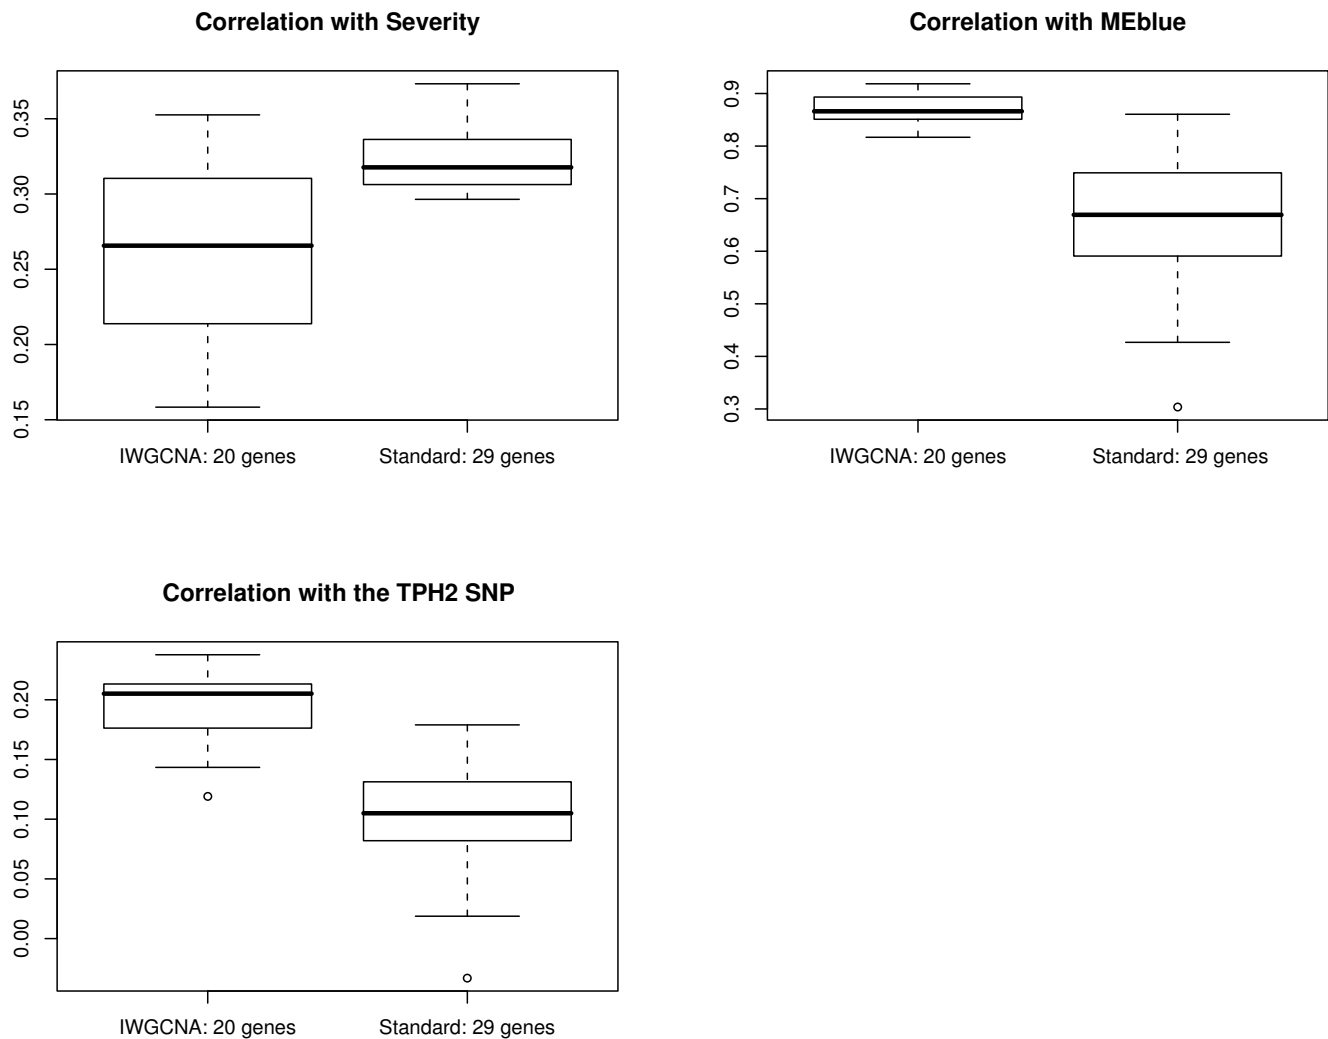 Correlation with Severity
0.35
0.30
0.25
0.20
0.15
IWGCNA: 20 genes Standard: 29 genes
Correlation with MEblue
0.9
0.8
0.7
0.6
0.5
0.4
0.3
IWGCNA: 20 genes Standard: 29 genes
Correlation with the TPH2 SNP
0.20
0.15
0.10
0.05
0.00
IWGCNA: 20 genes Standard: 29 genes